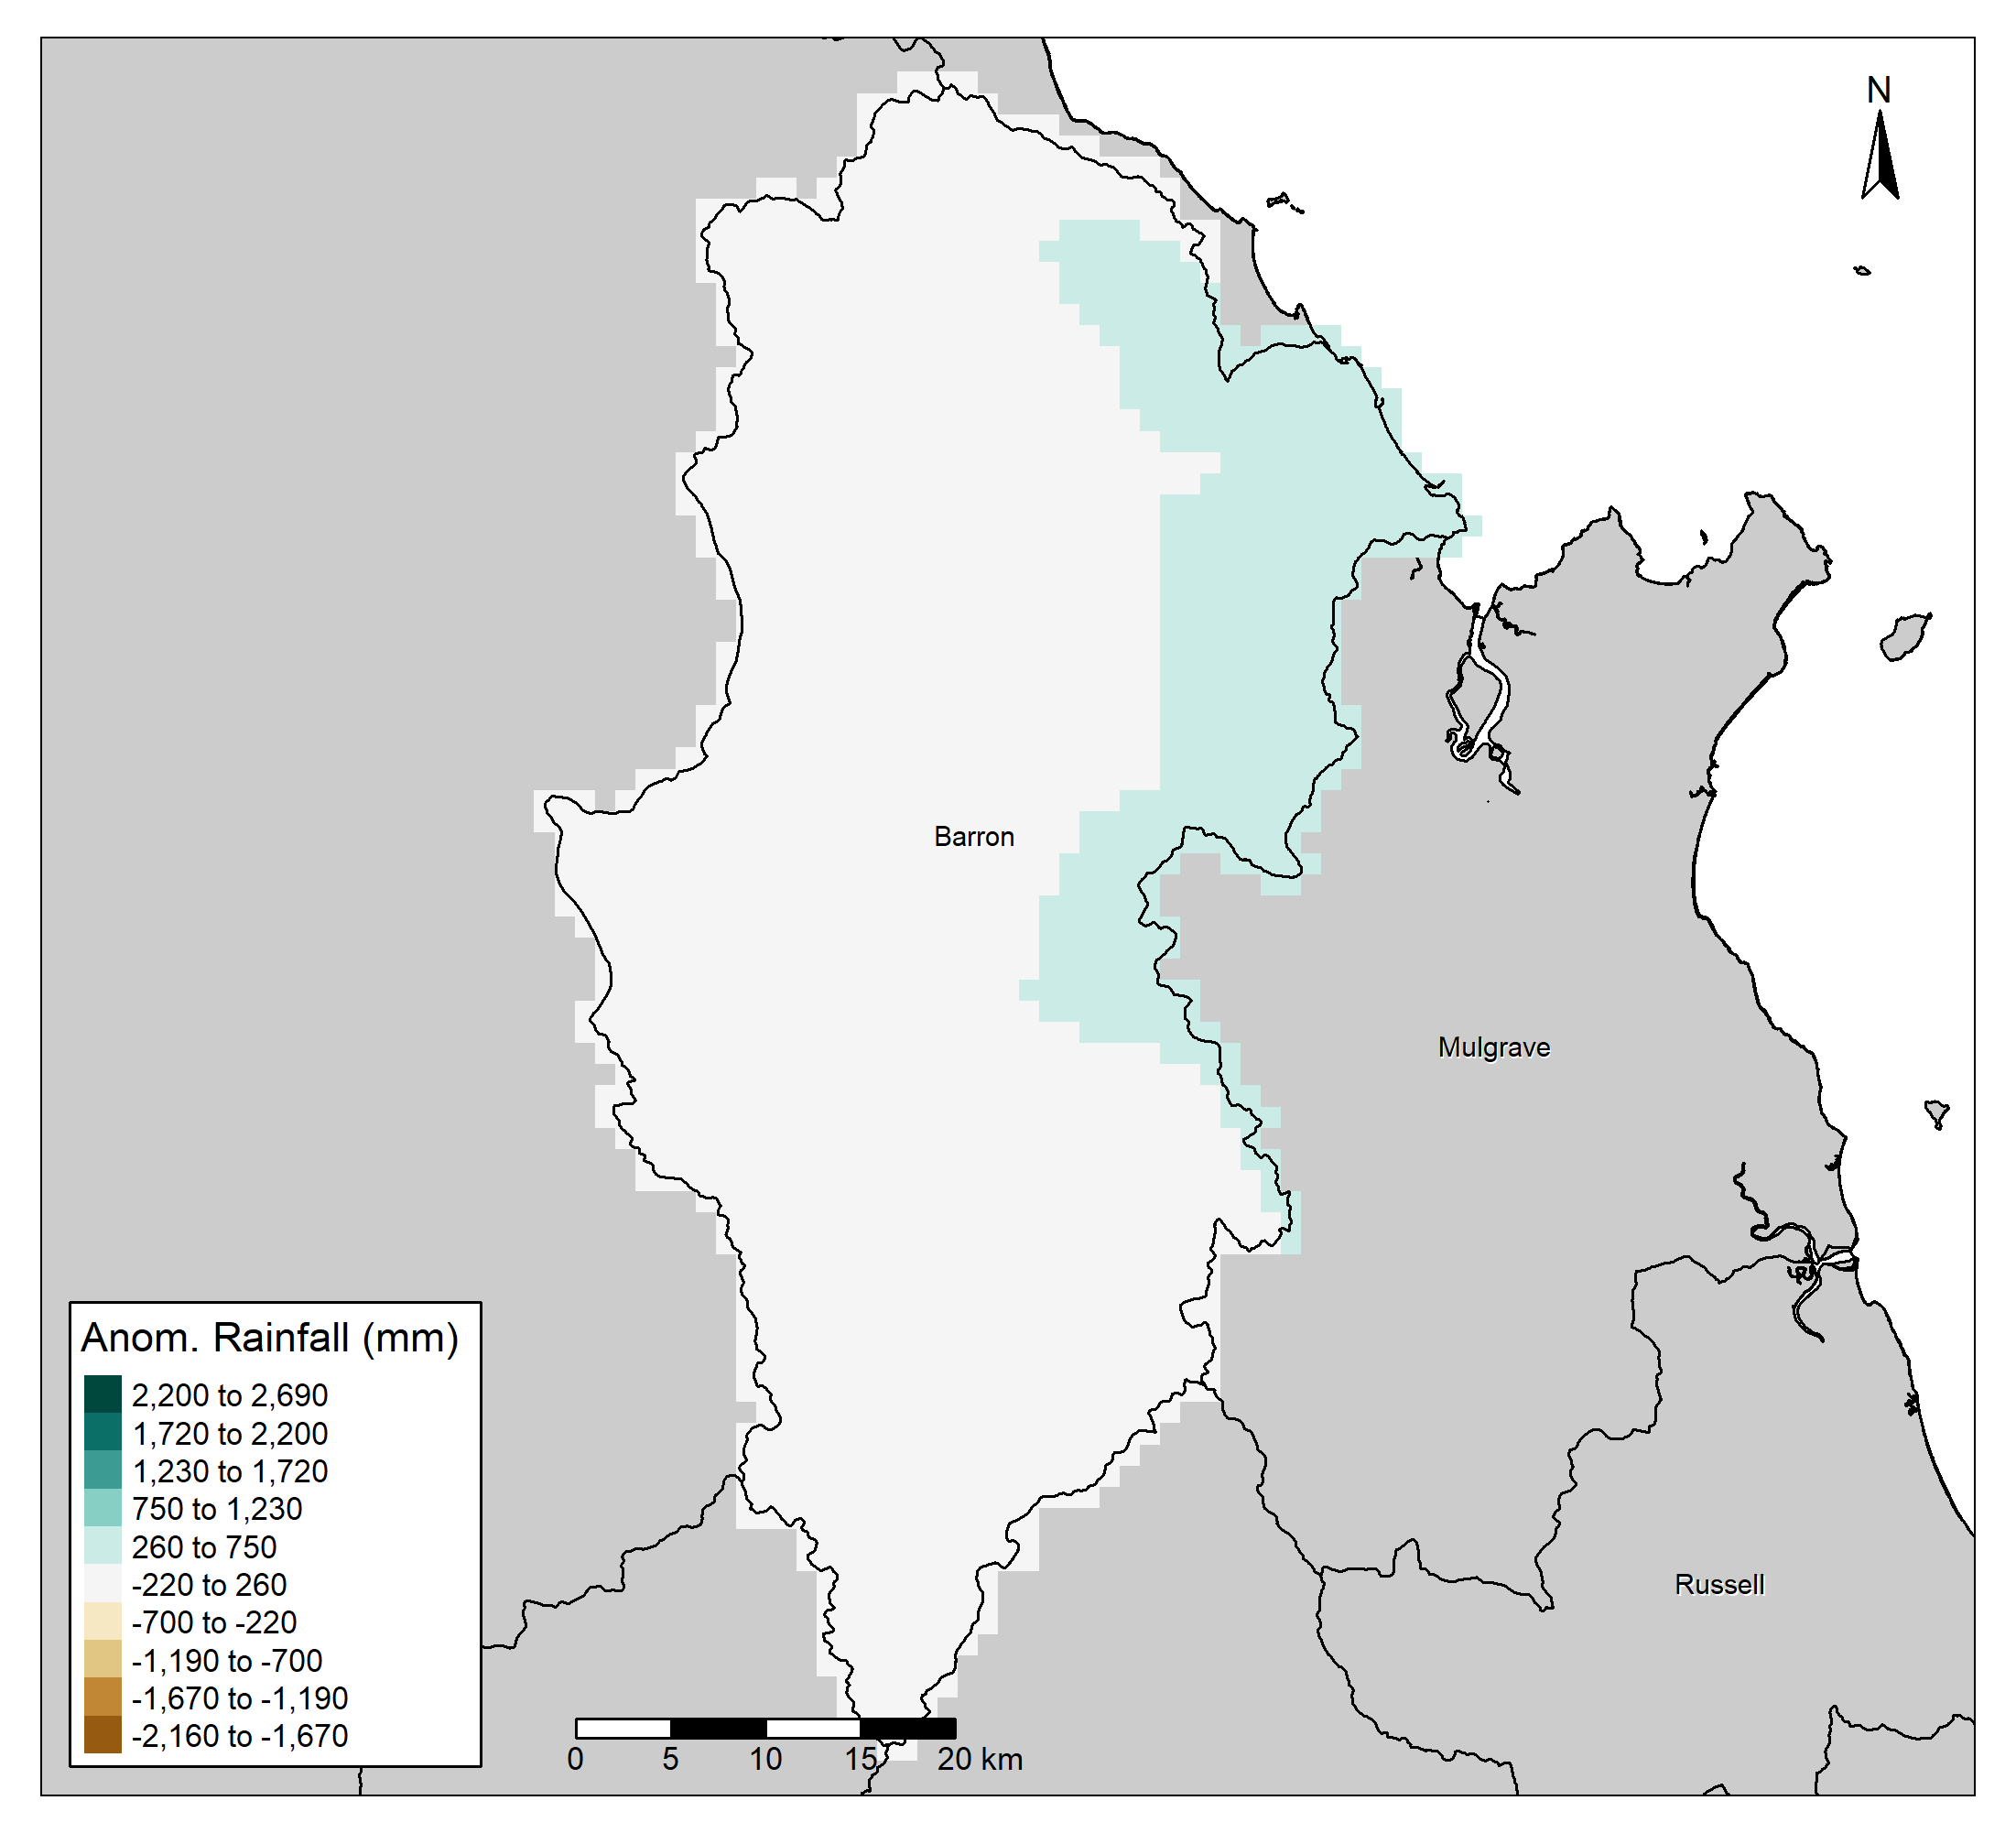 N
Barron
Mulgrave
Russell
Anom. Rainfall (mm)
2,200 to 2,690
1,720 to 2,200
1,230 to 1,720
750 to 1,230
260 to 750
-220 to 260
-700 to -220
-1,190 to -700
-1,670 to -1,190
-2,160 to -1,670
0 5 10 15 20 km